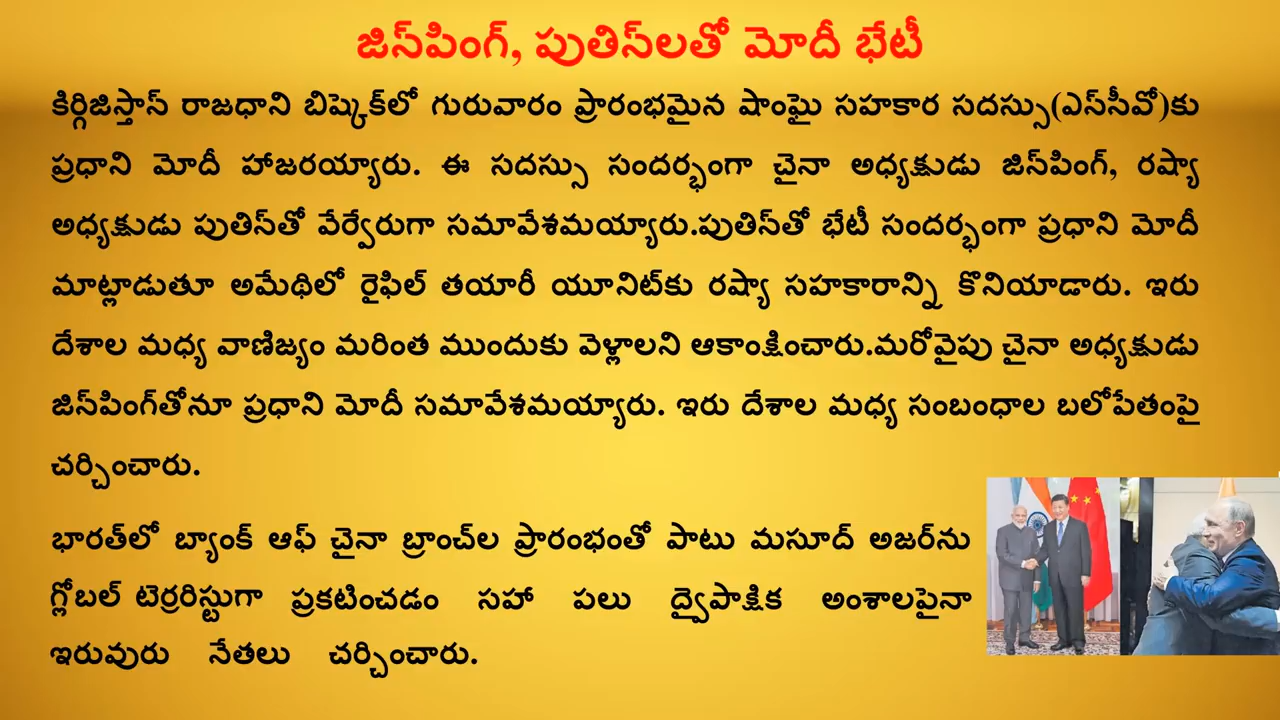 జిన్‌పింగ్, పుతిన్‌లతో మోదీ భేటీ
కిర్గిజిస్తాన్ రాజధాని బిష్కెక్‌లో గురువారం ప్రారంభమైన షాంఘై సహకార సదస్సు(ఎస్‌సీవో)కు
ప్రధాని మోదీ హాజరయ్యారు. ఈ సదస్సు సందర్భంగా చైనా అధ్యక్షుడు జిన్‌పింగ్, రష్యా
అధ్యక్షుడు పుతిన్‌తో వేర్వేరుగా సమావేశమయ్యారు.పుతిన్‌తో భేటీ సందర్భంగా ప్రధాని మోదీ
మాట్లాడుతూ అమేథిలో రైఫిల్ తయారీ యూనిట్‌కు రష్యా సహకారాన్ని కొనియాడారు. ఇరు
దేశాల మధ్య వాణిజ్యం మరింత ముందుకు వెళ్లాలని ఆకాంక్షించారు.మరోవైపు చైనా అధ్యక్షుడు
జిన్‌పింగ్‌తోనూ ప్రధాని మోదీ సమావేశమయ్యారు. ఇరు దేశాల మధ్య సంబంధాల బలోపేతంపై
చర్చించారు.
భారత్‌లో బ్యాంక్ ఆఫ్ చైనా బ్రాంచ్‌ల ప్రారంభంతో పాటు మసూద్ అజర్‌ను
గ్లోబల్ టెర్రరిస్టుగా ప్రకటించడం సహా పలు ద్వైపాక్షిక అంశాలపైనా
ఇరువురు నేతలు చర్చించారు.